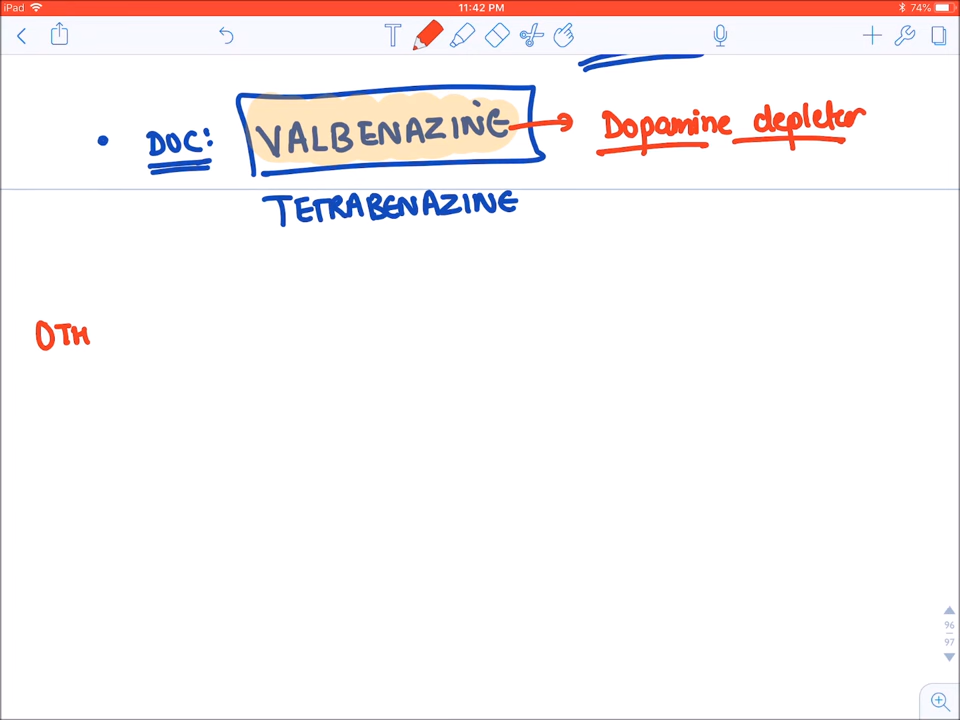 iPad 11:42 PM 74%
T
• DOC: VALBENAZINE → Dopamine depleter
TETRABENAZINE
OTH
96
97